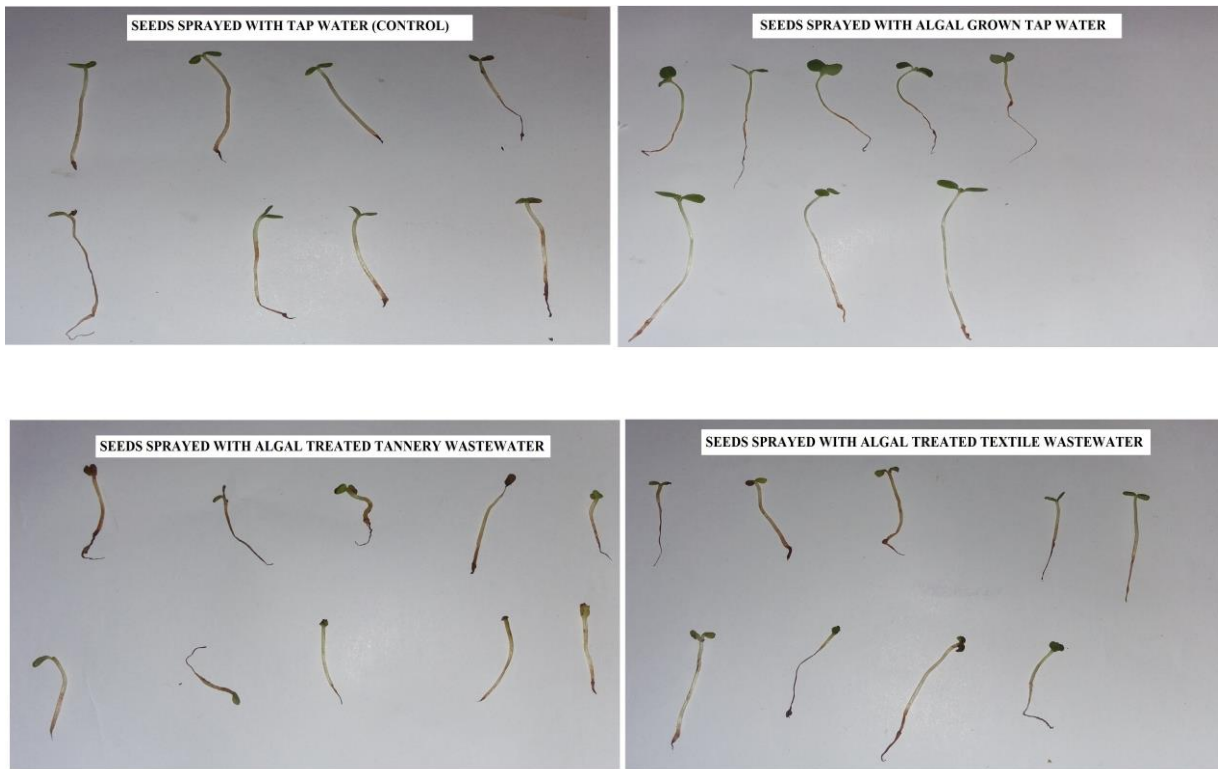 SEEDS SPRAYED WITH TAP WATER (CONTROL)
SEEDS SPRAYED WITH ALGAL GROWN TAP WATER
SEEDS SPRAYED WITH ALGAL TREATED TANNERY WASTEWATER
SEEDS SPRAYED WITH ALGAL TREATED TEXTILE WASTEWATER